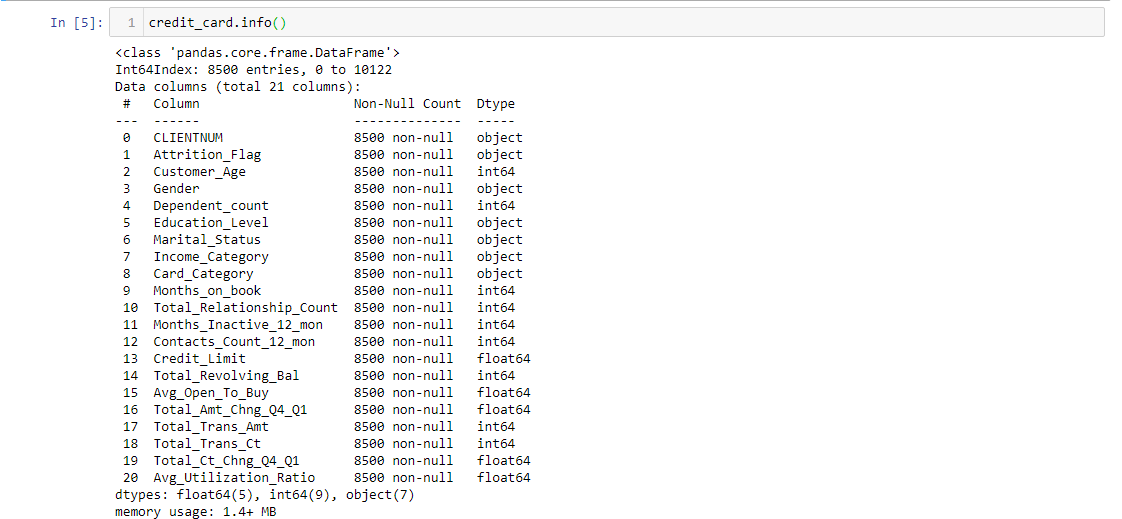 In [5]: 1 credit_card.info()
<class 'pandas.core.frame.DataFrame'>
Int64Index: 8500 entries, 0 to 10122
Data columns (total 21 columns):
 #   Column                    Non-Null Count  Dtype
---  ------                    --------------  -----
 0   CLIENTNUM                 8500 non-null   object
 1   Attrition_Flag            8500 non-null   object
 2   Customer_Age              8500 non-null   int64
 3   Gender                    8500 non-null   object
 4   Dependent_count           8500 non-null   int64
 5   Education_Level           8500 non-null   object
 6   Marital_Status            8500 non-null   object
 7   Income_Category           8500 non-null   object
 8   Card_Category             8500 non-null   object
 9   Months_on_book            8500 non-null   int64
 10  Total_Relationship_Count  8500 non-null   int64
 11  Months_Inactive_12_mon    8500 non-null   int64
 12  Contacts_Count_12_mon     8500 non-null   int64
 13  Credit_Limit              8500 non-null   float64
 14  Total_Revolving_Bal       8500 non-null   int64
 15  Avg_Open_To_Buy           8500 non-null   float64
 16  Total_Amt_Chng_Q4_Q1      8500 non-null   float64
 17  Total_Trans_Amt           8500 non-null   int64
 18  Total_Trans_Ct            8500 non-null   int64
 19  Total_Ct_Chng_Q4_Q1       8500 non-null   float64
 20  Avg_Utilization_Ratio     8500 non-null   float64
dtypes: float64(5), int64(9), object(7)
memory usage: 1.4+ MB